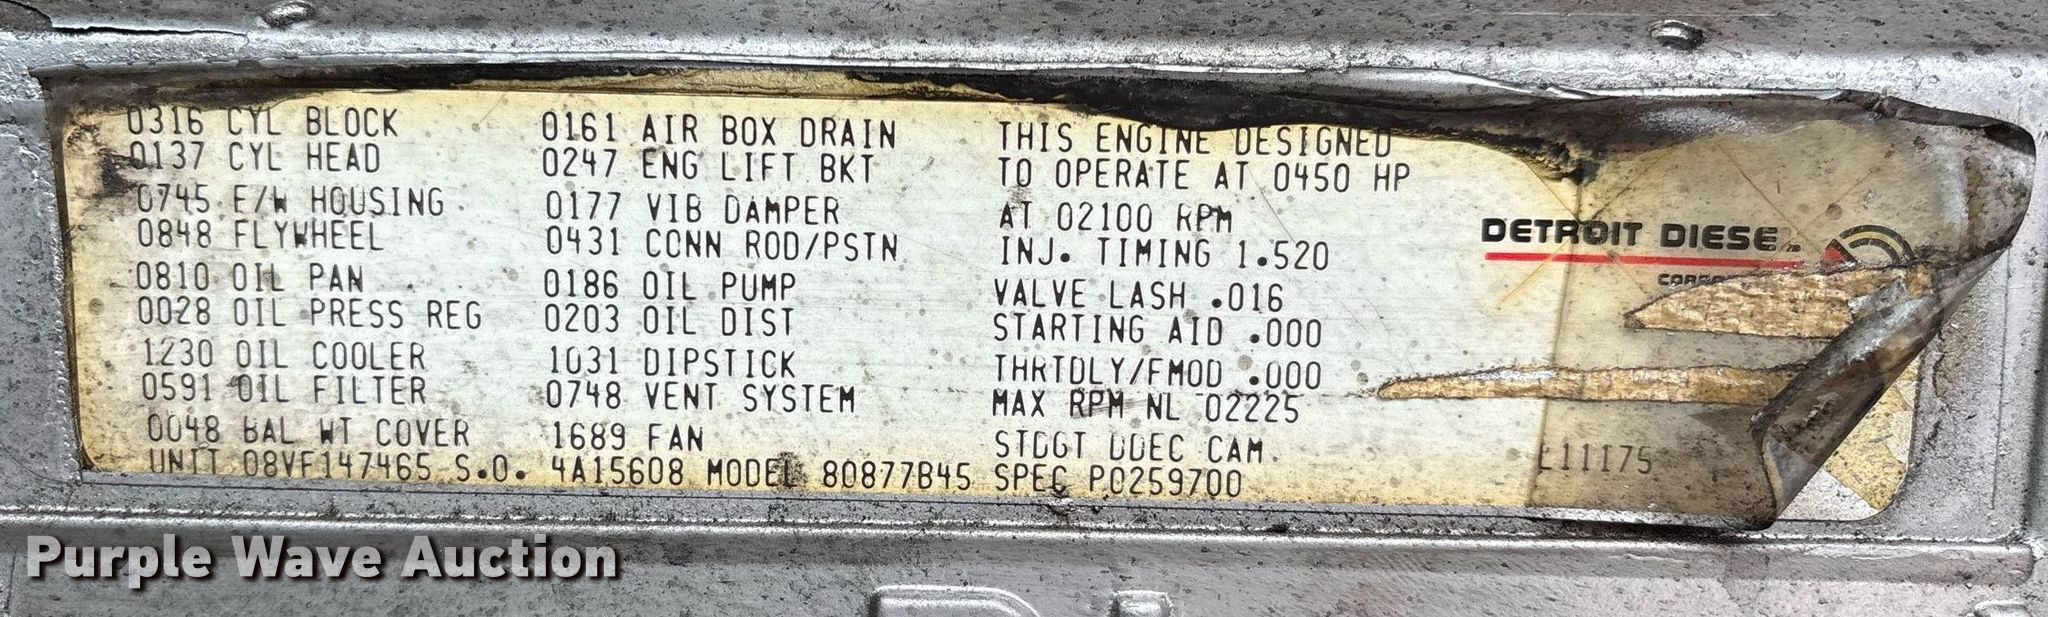 0316 CYL BLOCK 0161 AIR BOX DRAIN THIS ENGINE DESIGNED
0137 CYL HEAD 0247 ENG LIFT BKT TO OPERATE AT 0450 HP
0745 E/W HOUSING 0177 VIB DAMPER AT 02100 RPM
0848 FLYWHEEL 0431 CONN ROD/PSTN INJ. TIMING 1.520
0810 OIL PAN 0186 OIL PUMP VALVE LASH .016
0028 OIL PRESS REG 0203 OIL DIST STARTING AID .000
1230 OIL COOLER 1031 DIPSTICK THRTDLY/FMOD .000
0591 OIL FILTER 0748 VENT SYSTEM MAX RPM NL 02225
0048 BAL WT COVER 1689 FAN STDGT DDEC CAM
UNIT 08VF147465 S.O. 4A15608 MODEL 80877B45 SPEC P0259700
DETROIT DIESEL
L11175
Purple Wave Auction